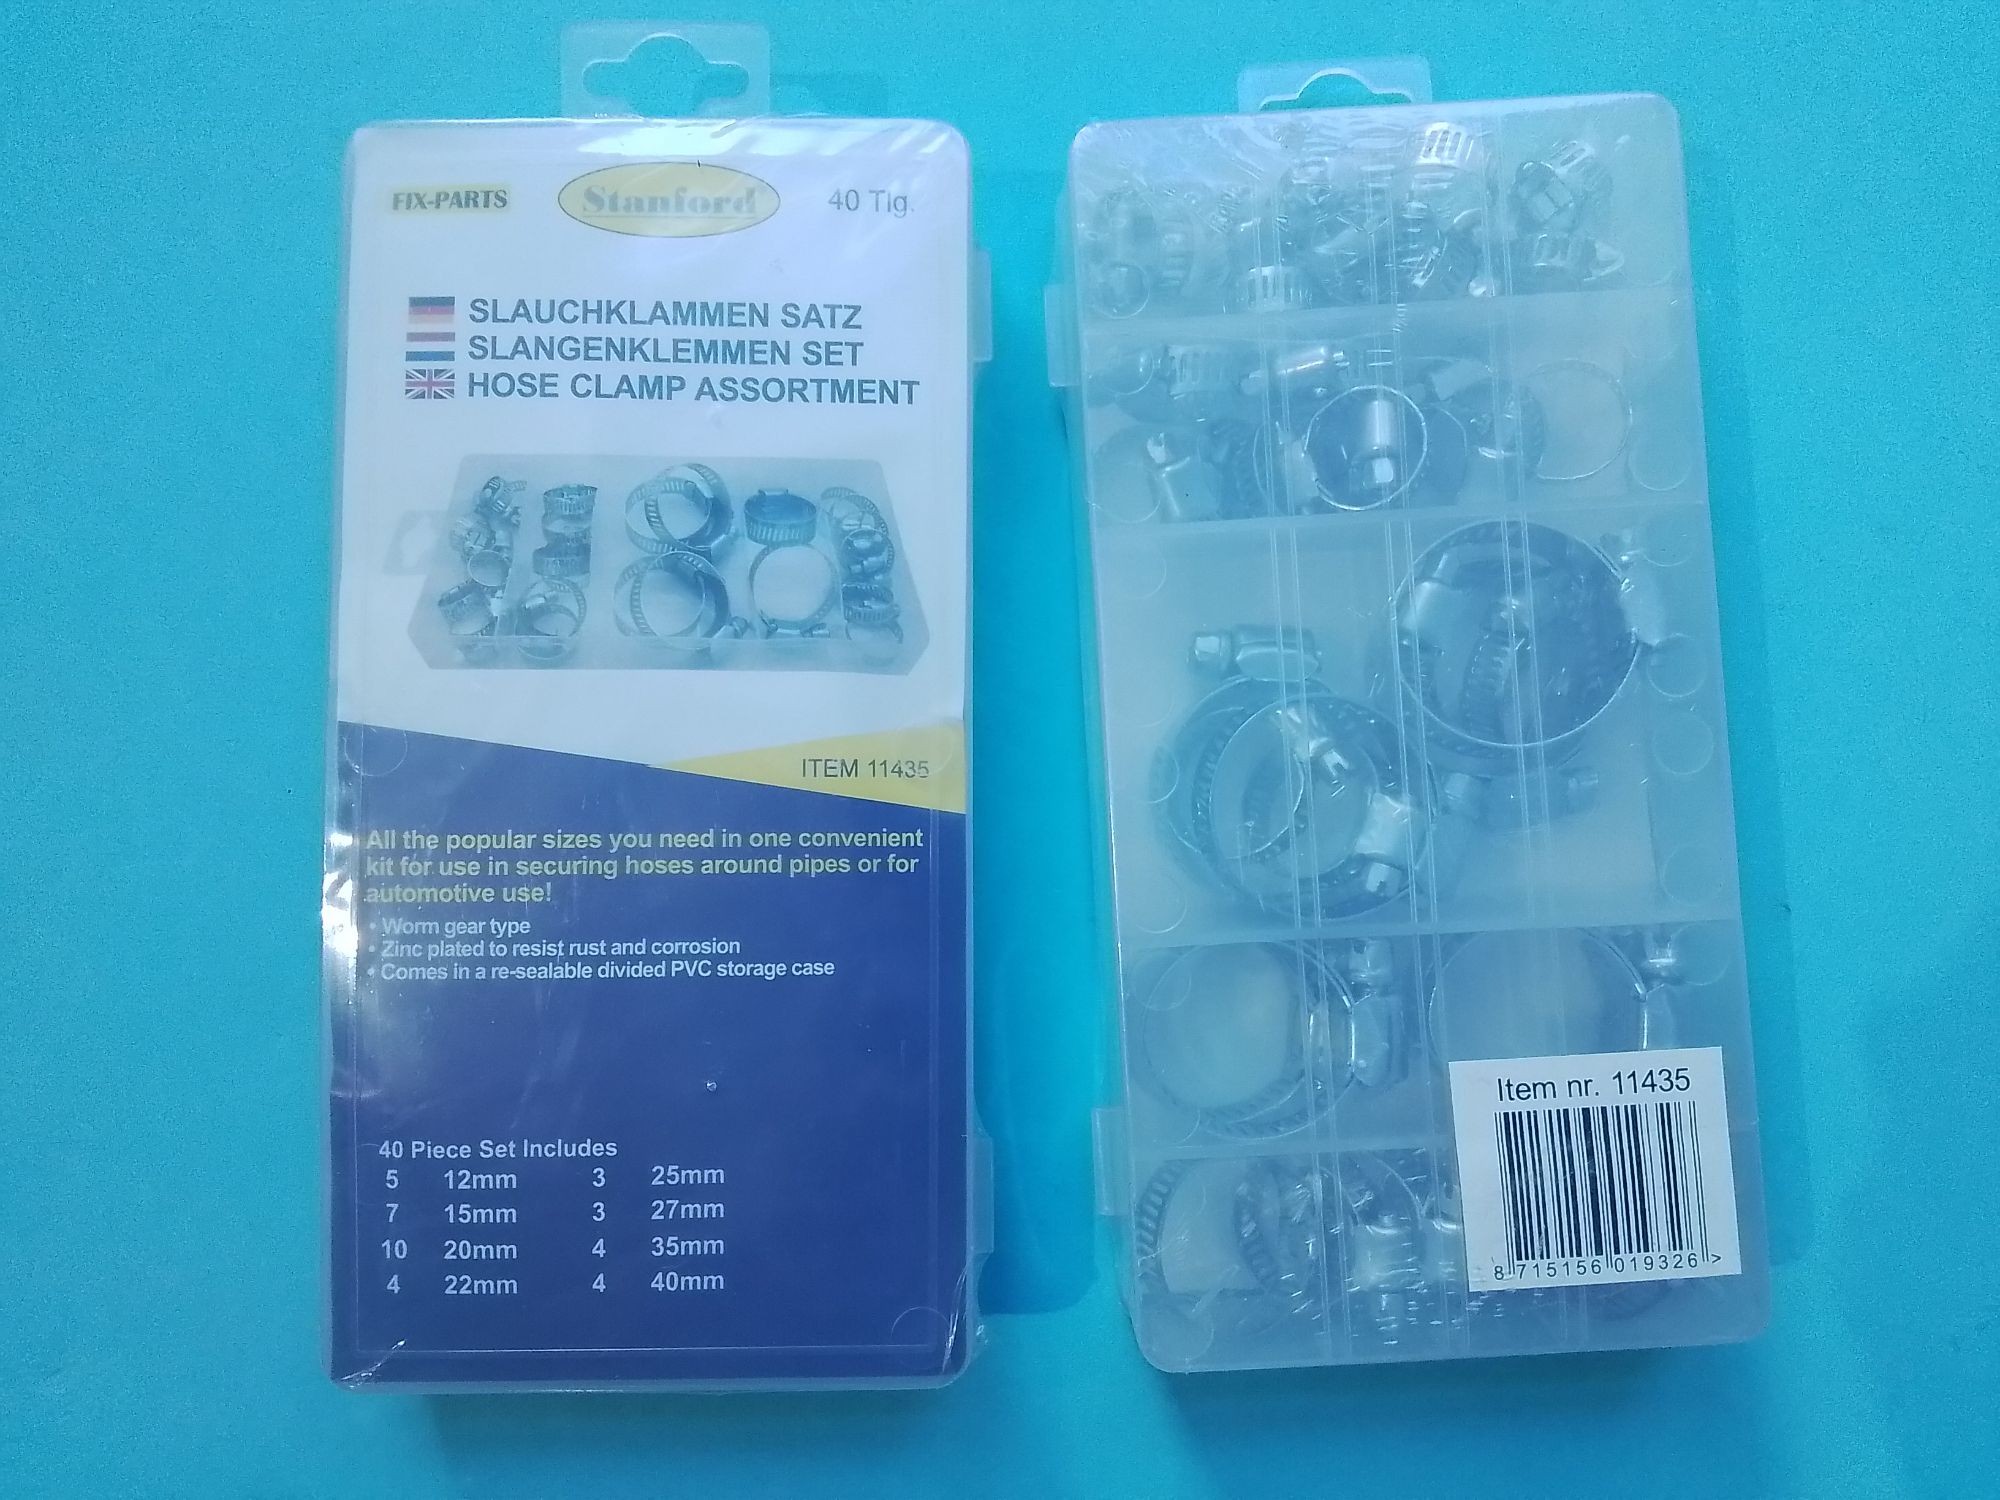 FIX-PARTS
Stanford
40 Tlg.
SLAUCHKLAMMEN SATZ
SLANGENKLEMMEN SET
HOSE CLAMP ASSORTMENT
ITEM 11435
All the popular sizes you need in one convenient
kit for use in securing hoses around pipes or for
automotive use!
• Worm gear type
• Zinc plated to resist rust and corrosion
• Comes in a re-sealable divided PVC storage case
40 Piece Set Includes
5 12mm 3 25mm
7 15mm 3 27mm
10 20mm 4 35mm
4 22mm 4 40mm
Item nr. 11435
8 715156 019326 >